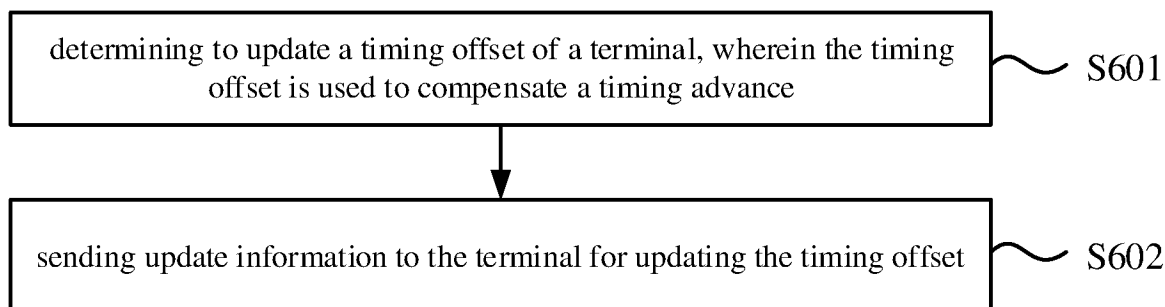 determining to update a timing offset of a terminal, wherein the timing
offset is used to compensate a timing advance
S601
sending update information to the terminal for updating the timing offset
S602